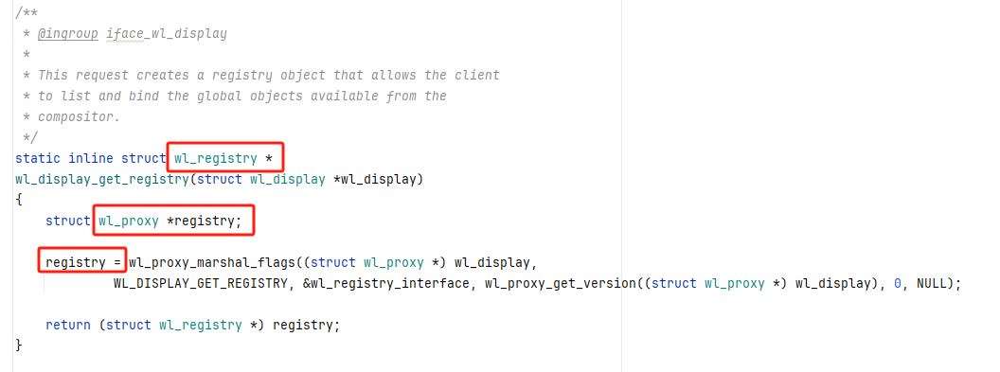 /**
 * @ingroup iface_wl_display
 *
 * This request creates a registry object that allows the client
 * to list and bind the global objects available from the
 * compositor.
 */
static inline struct wl_registry *
wl_display_get_registry(struct wl_display *wl_display)
{
    struct wl_proxy *registry;

    registry = wl_proxy_marshal_flags((struct wl_proxy *) wl_display,
             WL_DISPLAY_GET_REGISTRY, &wl_registry_interface, wl_proxy_get_version((struct wl_proxy *) wl_display), 0, NULL);

    return (struct wl_registry *) registry;
}